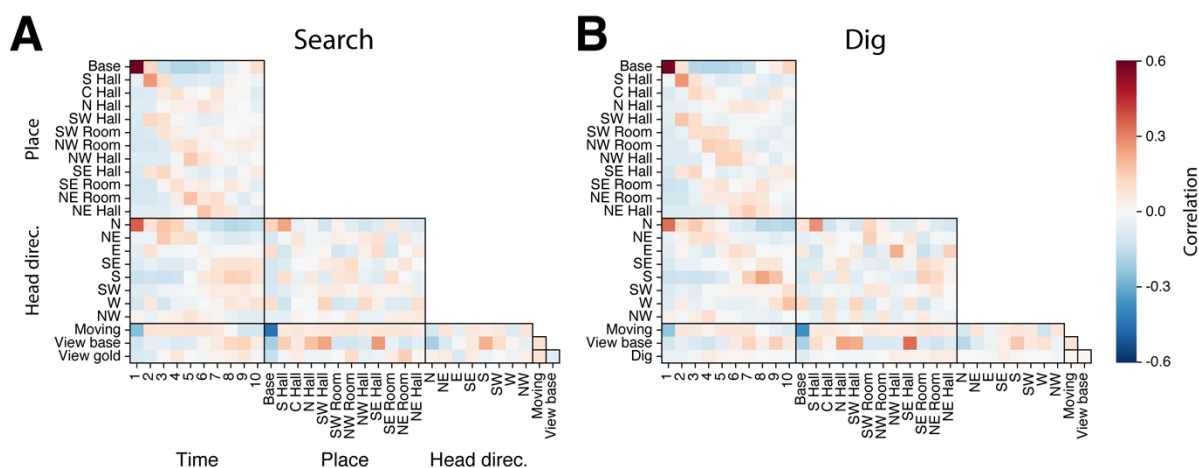 A
Search
B
Dig
Place
Base
S Hall
C Hall
N Hall
SW Hall
SW Room
NW Room
NW Hall
SE Hall
SE Room
NE Room
NE Hall
Head direc.
N
NE
E
SE
S
SW
W
NW
Moving
View base
View gold
1 2 3 4 5 6 7 8 9 10
Base
S Hall
C Hall
N Hall
SW Hall
SW Room
NW Room
NW Hall
SE Hall
SE Room
NE Room
NE Hall
N
NE
E
SE
S
SW
W
NW
Moving
View base
Time
Place
Head direc.
Base
S Hall
C Hall
N Hall
SW Hall
SW Room
NW Room
NW Hall
SE Hall
SE Room
NE Room
NE Hall
N
NE
E
SE
S
SW
W
NW
Moving
View base
Dig
1 2 3 4 5 6 7 8 9 10
Base
S Hall
C Hall
N Hall
SW Hall
SW Room
NW Room
NW Hall
SE Hall
SE Room
NE Room
NE Hall
N
NE
E
SE
S
SW
W
NW
Moving
View base
0.6
0.3
0.0
-0.3
-0.6
Correlation